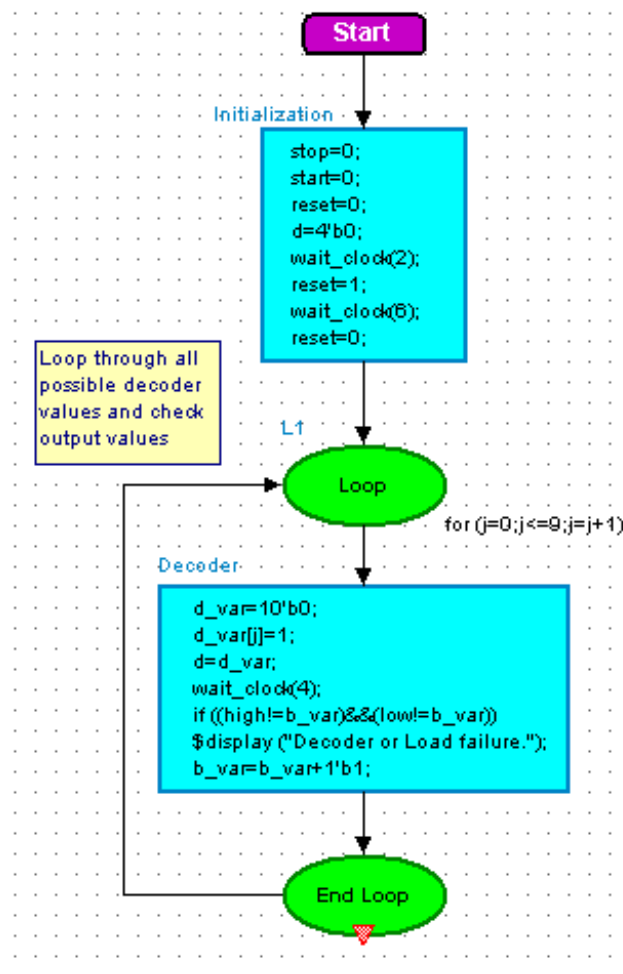 Start
Initialization
stop=0;
start=0;
reset=0;
d=4'b0;
wait_clock(2);
reset=1;
wait_clock(6);
reset=0;
Loop through all
possible decoder
values and check
output values
L1
Loop
for (j=0;j<=9;j=j+1)
Decoder
d_var=10'b0;
d_var[j]=1;
d=d_var;
wait_clock(4);
if ((high!=b_var)&&(low!=b_var))
$display ("Decoder or Load failure.");
b_var=b_var+1'b1;
End Loop